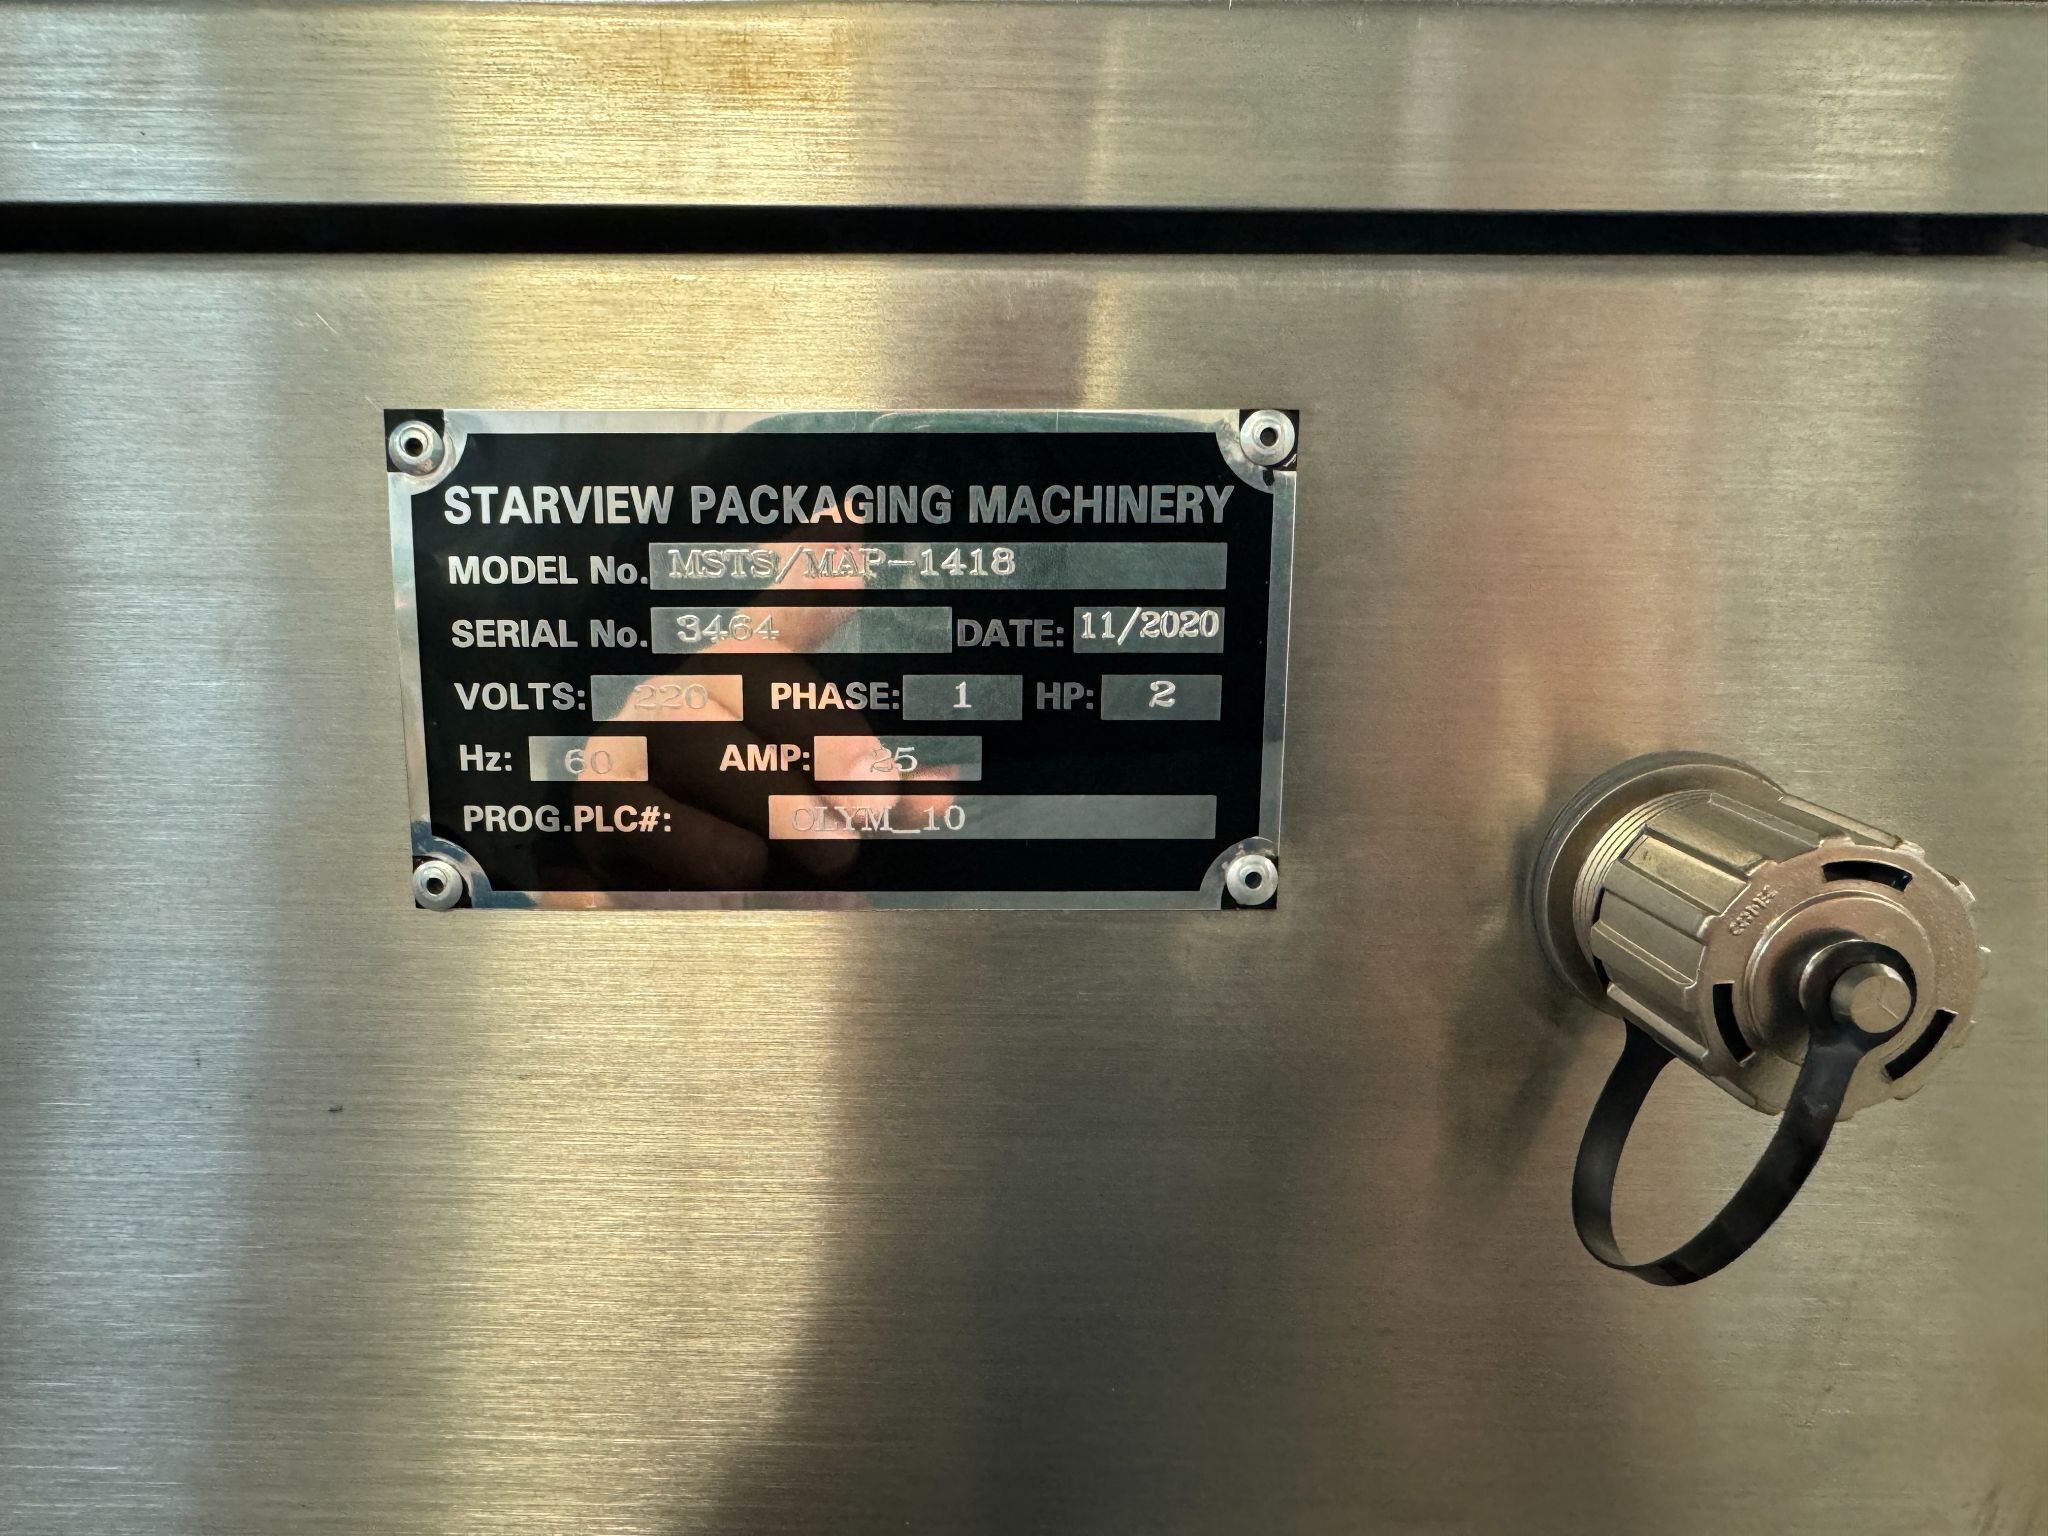 STARVIEW PACKAGING MACHINERY
MODEL No. MSTS/MAP-1418
SERIAL No. 3464 DATE: 11/2020
VOLTS: 220 PHASE: 1 HP: 2
Hz: 60 AMP: 25
PROG.PLC#: OLYM_10